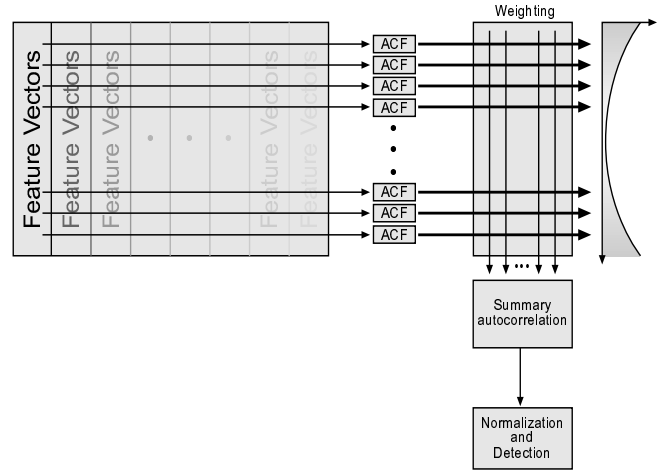 Weighting
Feature Vectors
Feature Vectors
Feature Vectors
Feature Vectors
Feature Vectors
ACF
ACF
ACF
ACF
ACF
ACF
ACF
Summary
autocorrelation
Normalization
and
Detection